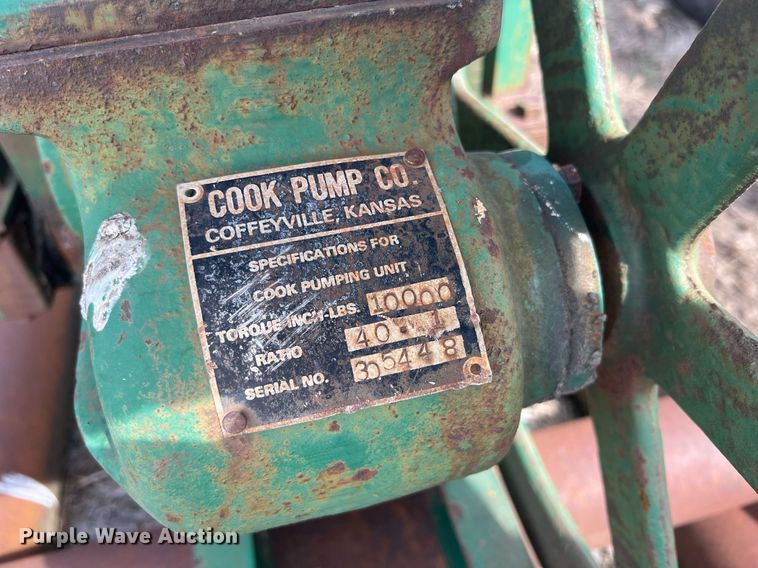 COOK PUMP CO.
COFFEYVILLE, KANSAS
SPECIFICATIONS FOR
COOK PUMPING UNIT
TORQUE INCH-LBS. 10000
RATIO 40-1
SERIAL NO. 305448
Purple Wave Auction